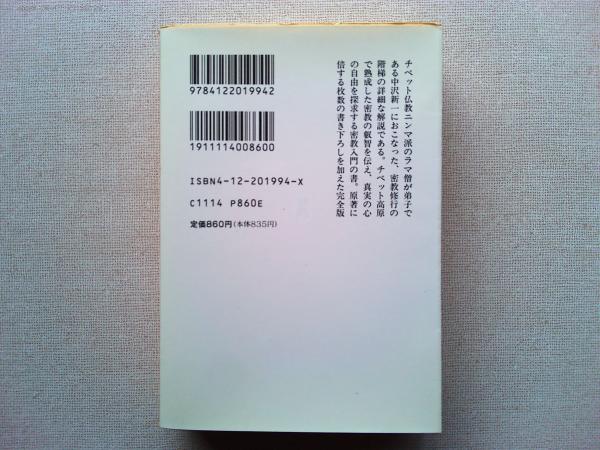 チベット仏教ニンマ派のラマ僧が弟子で
ある中沢新一におこなった、密教修行の
階梯の詳細な解説である。チベット高原
で熟成した密教の叡智を伝え、真実の心
の自由を探求する密教入門の書。原著に
倍する枚数の書き下ろしを加えた完全版
9784122019942
1911114008600
ISBN4-12-201994-X
C1114 P860E
定価860円(本体835円)